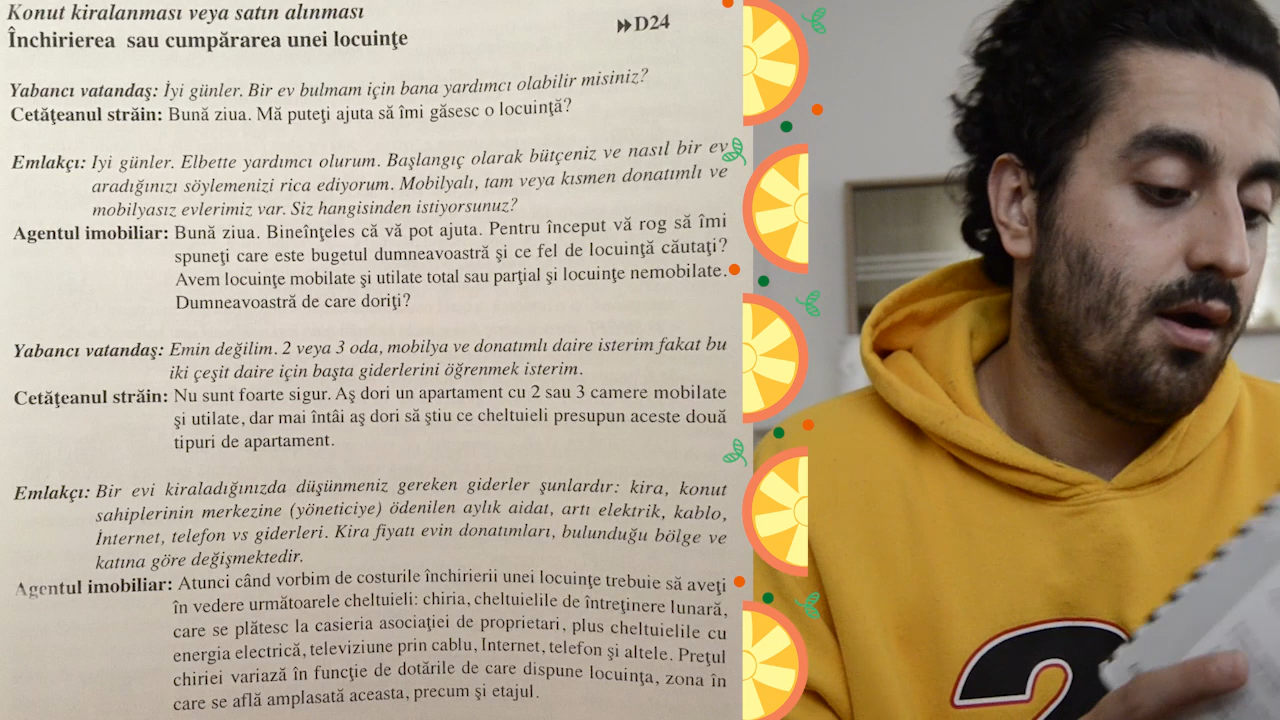 Konut kiralanması veya satın alınması
D24
Închirierea sau cumpărarea unei locuinţe
Yabancı vatandaş: İyi günler. Bir ev bulmam için bana yardımcı olabilir misiniz?
Cetăţeanul străin: Bună ziua. Mă puteţi ajuta să îmi găsesc o locuinţă?
Emlakçı: Iyi günler. Elbette yardımcı olurum. Başlangıç olarak bütçeniz ve nasıl bir ev
aradığınızı söylemenizi rica ediyorum. Mobilyalı, tam veya kısmen donatımlı ve
mobilyasız evlerimiz var. Siz hangisinden istiyorsunuz?
Agentul imobiliar: Bună ziua. Bineînţeles că vă pot ajuta. Pentru început vă rog să îmi
spuneţi care este bugetul dumneavoastră şi ce fel de locuinţă căutaţi?
Avem locuinţe mobilate şi utilate total sau parţial şi locuinţe nemobilate.
Dumneavoastră de care doriţi?
Yabancı vatandaş: Emin değilim. 2 veya 3 oda, mobilya ve donatımlı daire isterim fakat bu
iki çeşit daire için başta giderlerini öğrenmek isterim.
Cetăţeanul străin: Nu sunt foarte sigur. Aş dori un apartament cu 2 sau 3 camere mobilate
şi utilate, dar mai întâi aş dori să ştiu ce cheltuieli presupun aceste două
tipuri de apartament.
Emlakçı: Bir evi kiraladığınızda düşünmeniz gereken giderler şunlardır: kira, konut
sahiplerinin merkezine (yöneticiye) ödenilen aylık aidat, artı elektrik, kablo,
İnternet, telefon vs giderleri. Kira fiyatı evin donatımları, bulunduğu bölge ve
katına göre değişmektedir.
Agentul imobiliar: Atunci când vorbim de costurile închirierii unei locuinţe trebuie să aveţi
în vedere următoarele cheltuieli: chiria, cheltuielile de întreţinere lunară,
care se plătesc la casieria asociaţiei de proprietari, plus cheltuielile cu
energia electrică, televiziune prin cablu, Internet, telefon şi altele. Preţul
chiriei variază în funcţie de dotările de care dispune locuinţa, zona în
care se află amplasată aceasta, precum şi etajul.
2